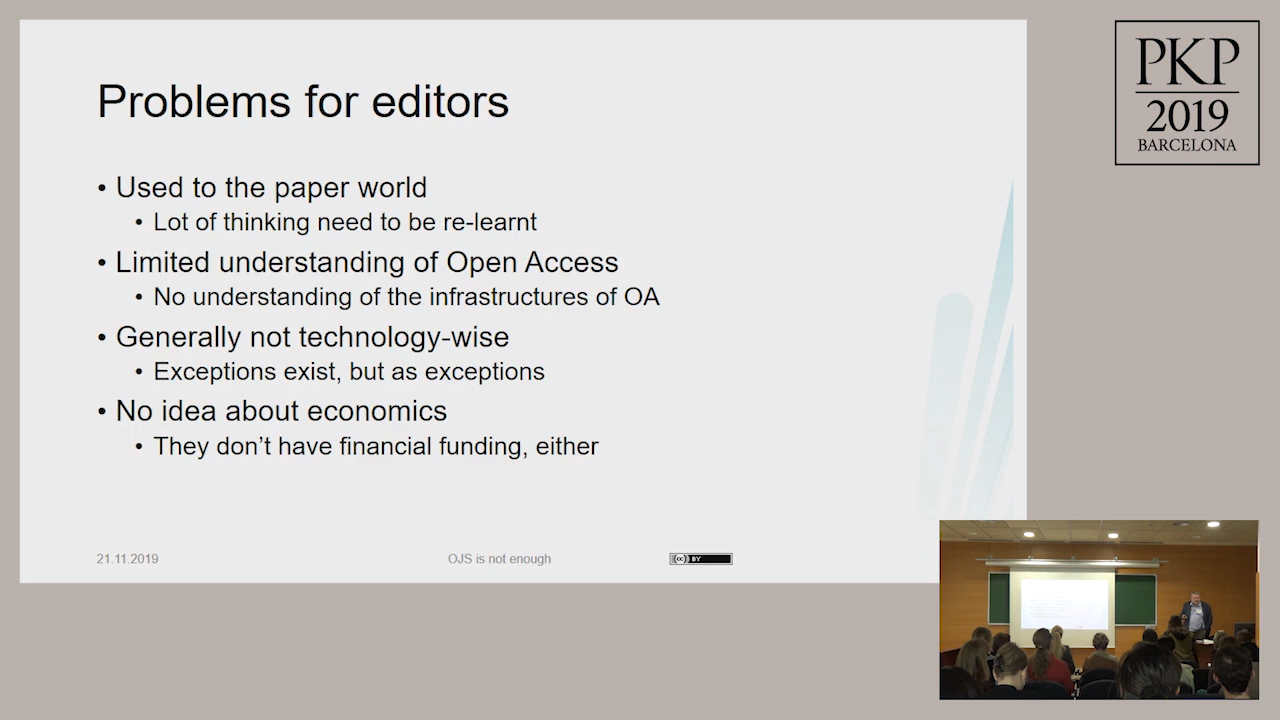 Problems for editors
• Used to the paper world
• Lot of thinking need to be re-learnt
• Limited understanding of Open Access
• No understanding of the infrastructures of OA
• Generally not technology-wise
• Exceptions exist, but as exceptions
• No idea about economics
• They don’t have financial funding, either
21.11.2019
OJS is not enough
cc BY
PKP
2019
BARCELONA